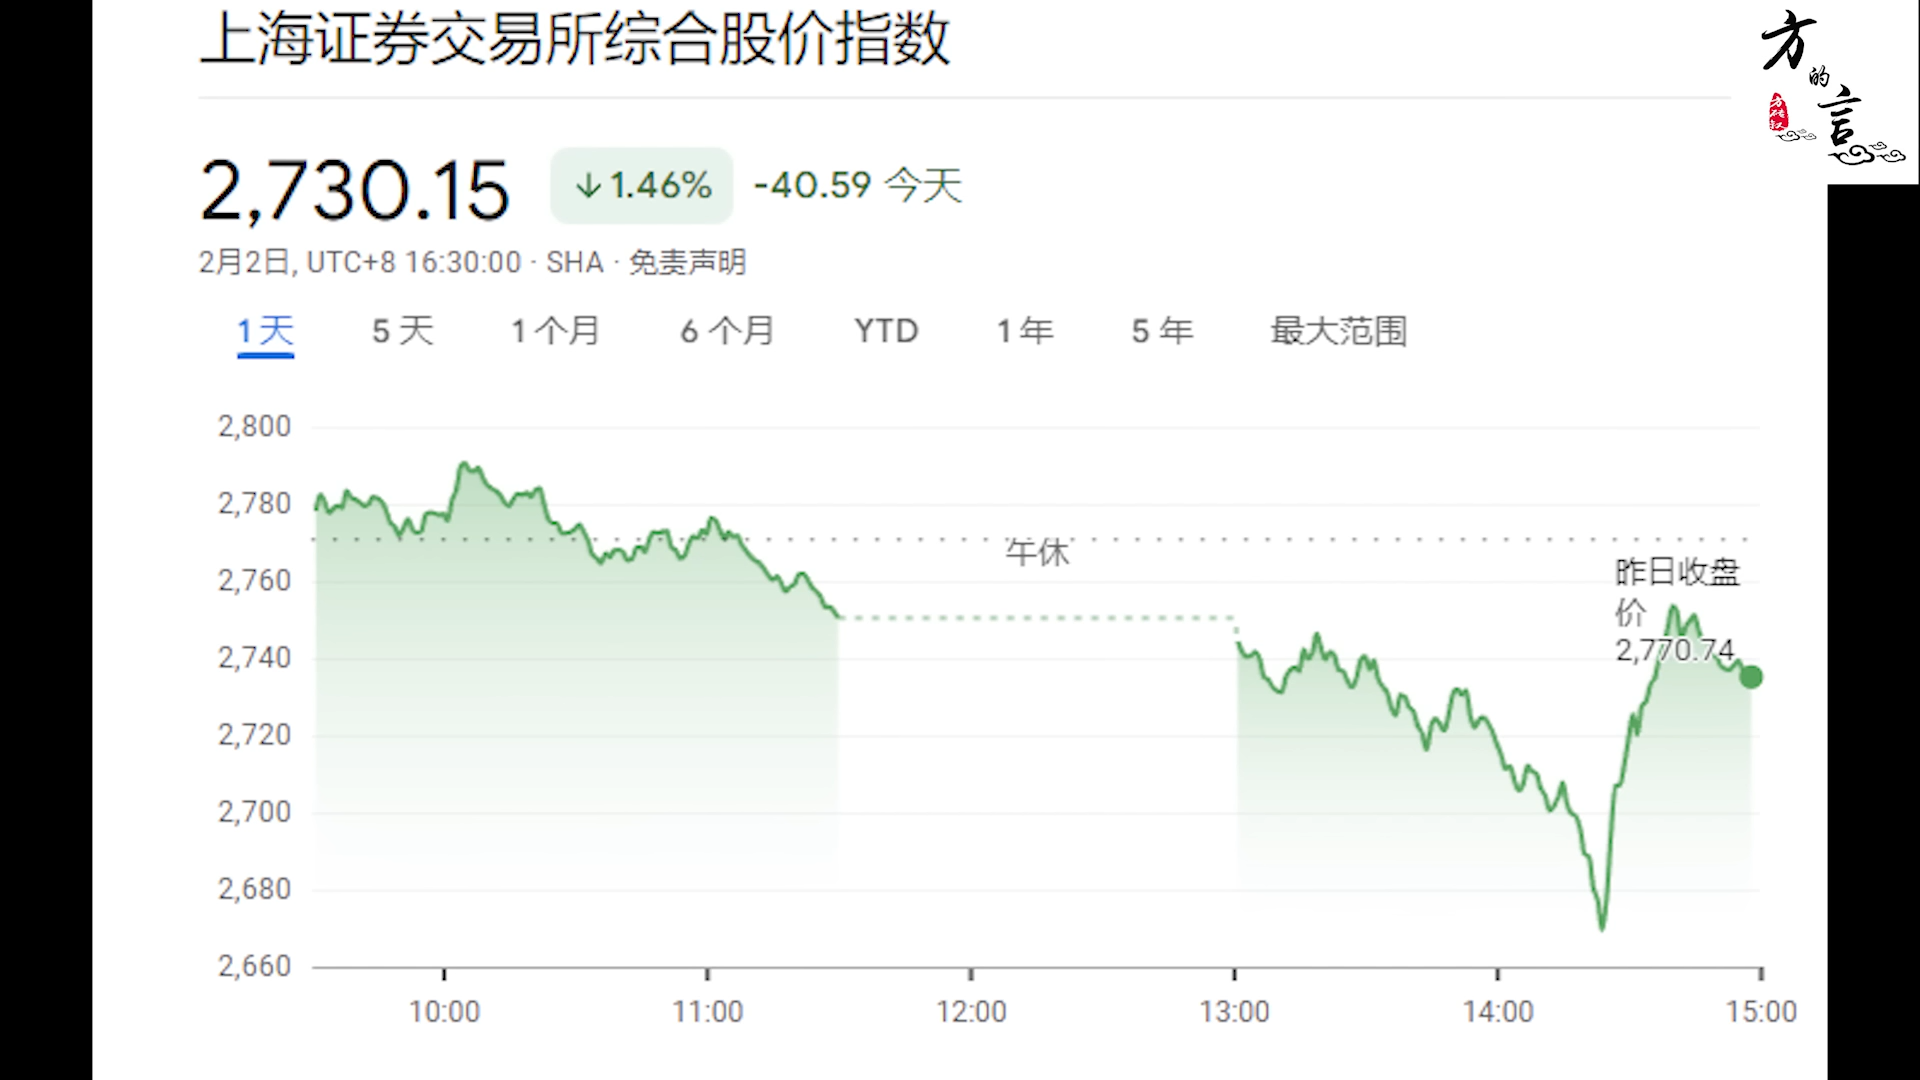 上海证券交易所综合股价指数
方的言
2,730.15 ↓1.46% -40.59 今天
2月2日, UTC+8 16:30:00 · SHA · 免责声明
1天 5天 1个月 6个月 YTD 1年 5年 最大范围
2,800
2,780
2,760
2,740
2,720
2,700
2,680
2,660
午休
昨日收盘
价
2,770.74
10:00 11:00 12:00 13:00 14:00 15:00